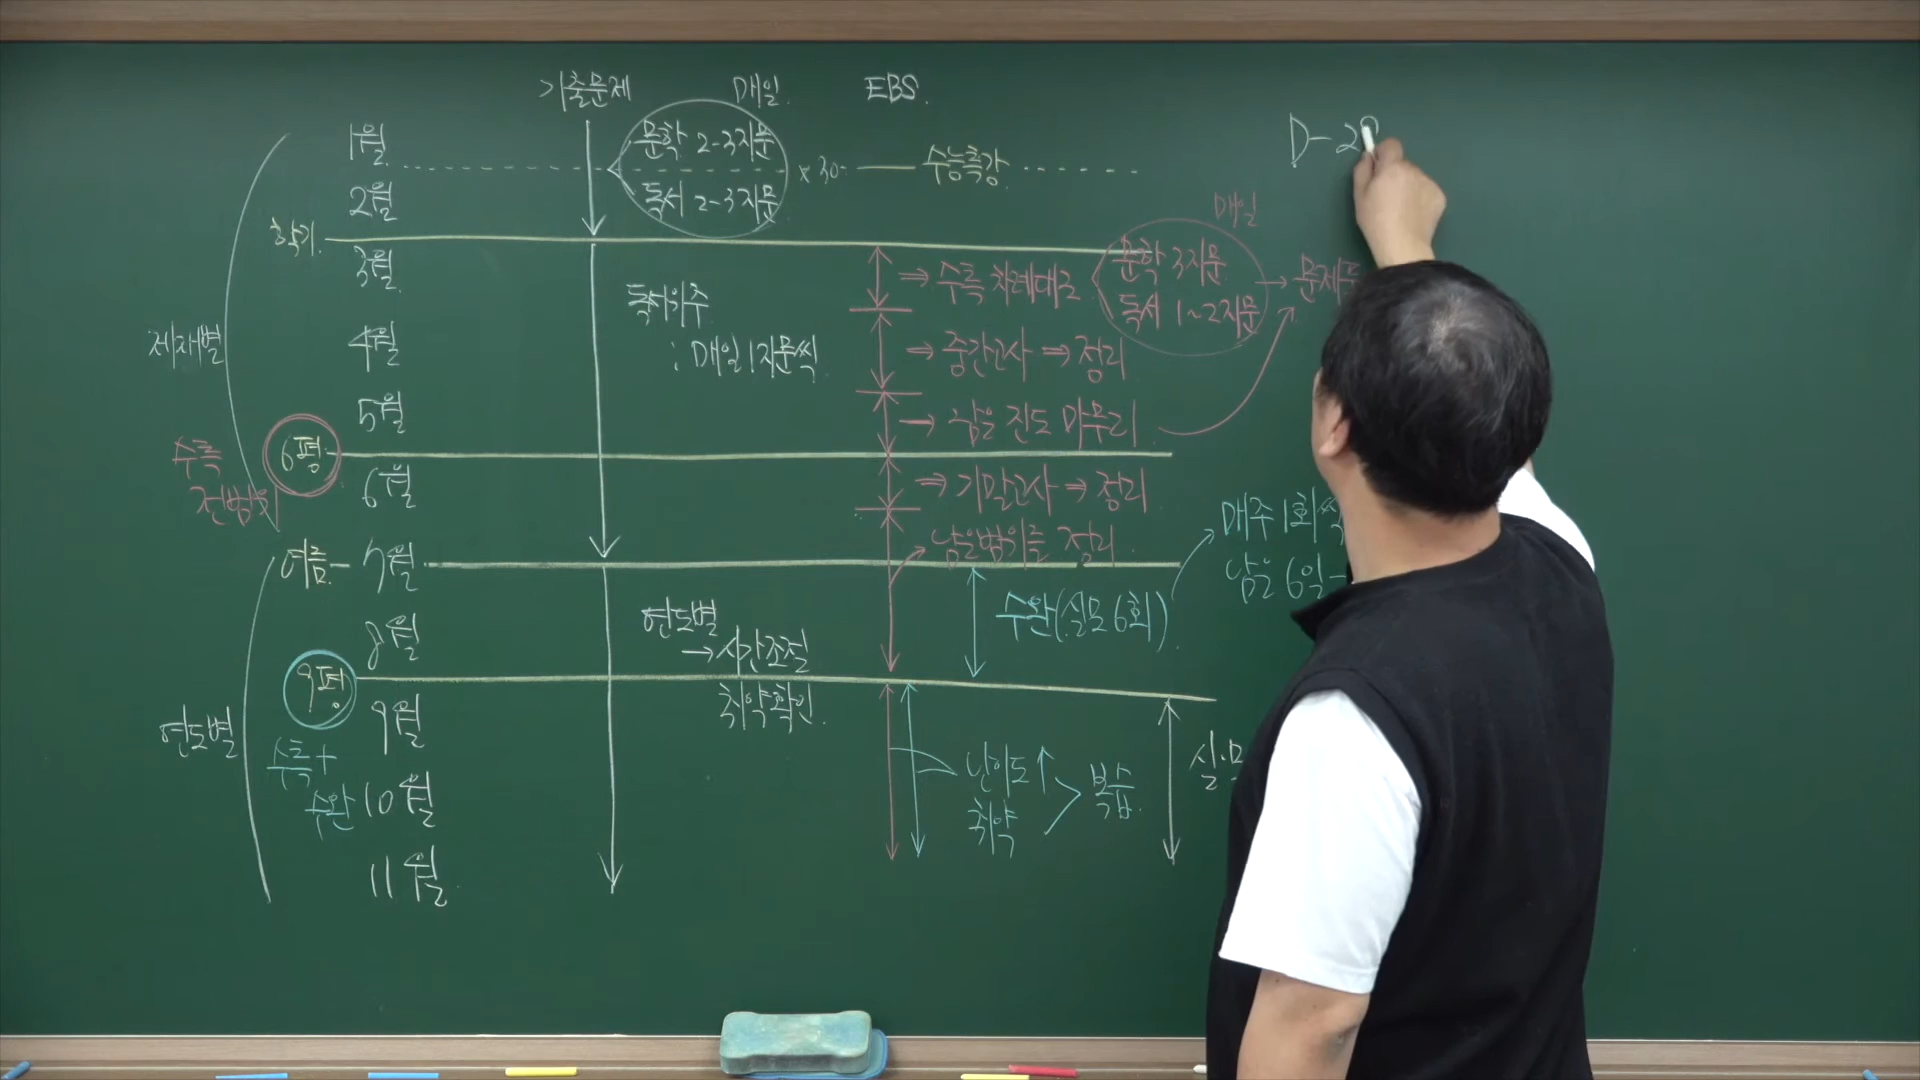 기출문제 매일. EBS.
1월
문학 2-3지문
× 30
수능특강
독서 2-3지문
2월
D-2
학기.
3월
독서위주
: 매일 1지문씩.
⇒ 수특 차례대로
매일
문학 3지문
독서 1~2지문
→ 문제
제재별
4월
⇒ 중간고사 ⇒ 정리
5월
→ 남은 진도 마무리.
수특
전범위
6평
6월
⇒ 기말고사 → 정리
남은범위를 정리.
매주 1회씩
남은 6일
여름
7월
수완(실모 6회)
8월
연도별
→ 시간조절
취약확인.
9평
수특+
수완
연도별
9월
10월
11월.
난이도↑
취약
복습.
실.모